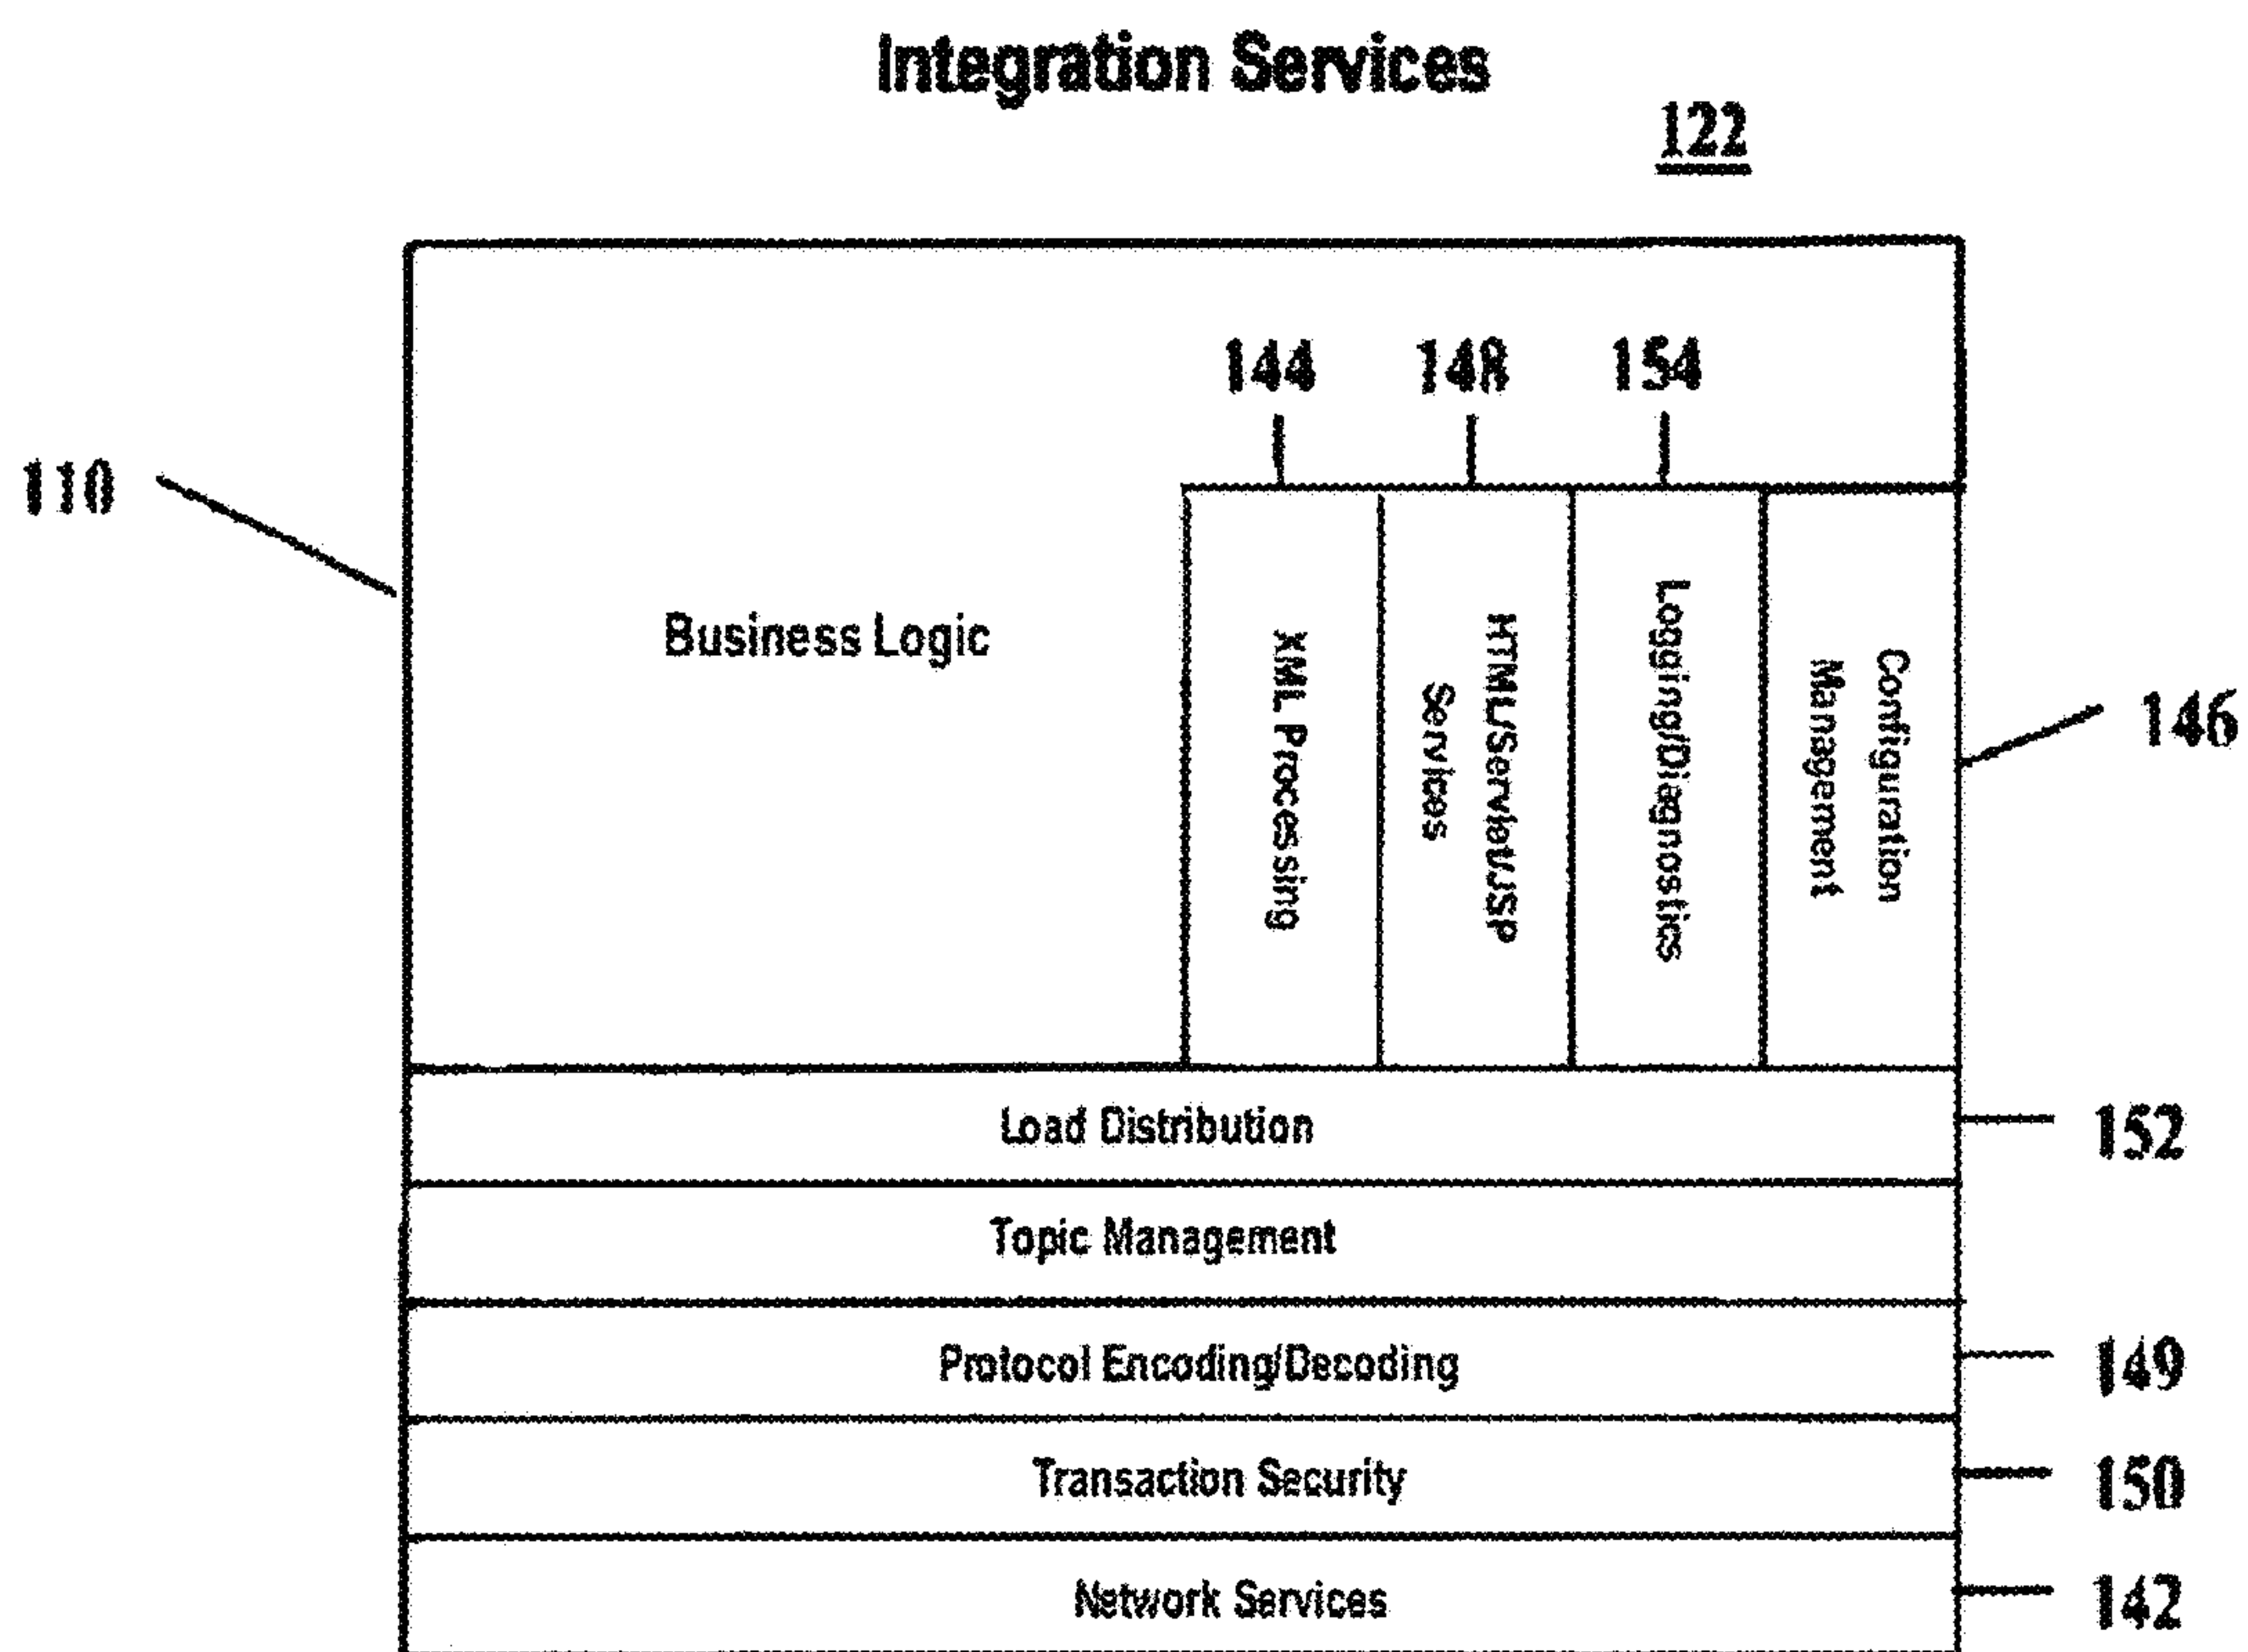 Integration Services
122
144 148 154
110
Business Logic
XML Processing
HTML/Servlet/JSP
Services
Logging/Diagnostics
Configuration
Management
146
Load Distribution
152
Topic Management
Protocol Encoding/Decoding
149
Transaction Security
150
Network Services
142